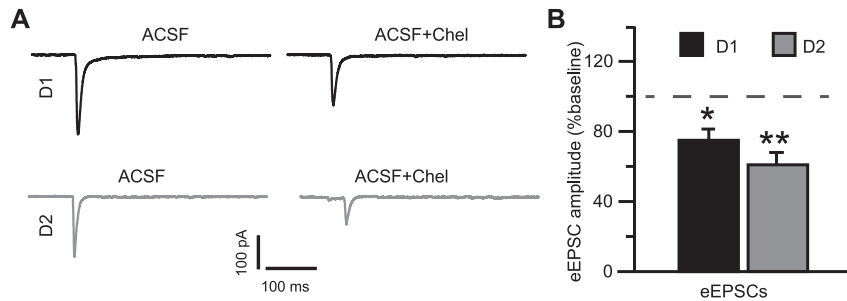 A
ACSF
ACSF+Chel
D1
ACSF
ACSF+Chel
D2
100 pA
100 ms
B
D1
D2
eEPSC amplitude (%baseline)
120
80
40
0
*
**
eEPSCs